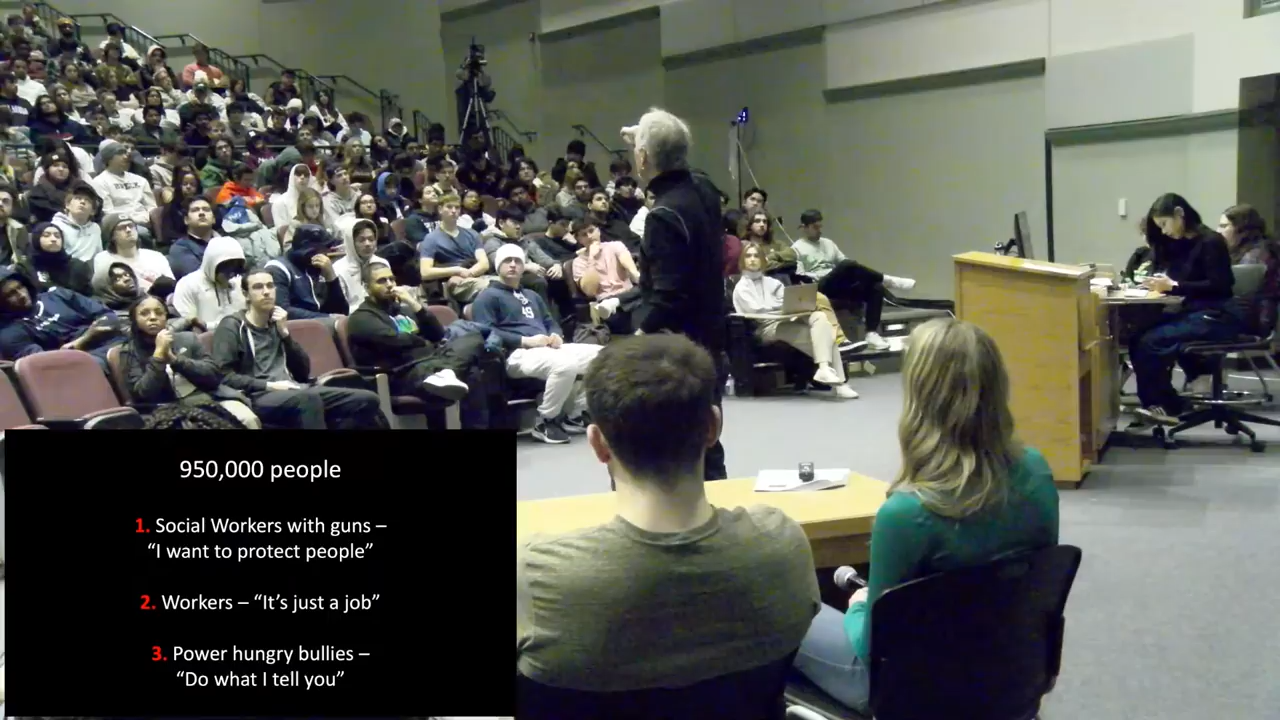 950,000 people
1. Social Workers with guns –
“I want to protect people”
2. Workers – “It’s just a job”
3. Power hungry bullies –
“Do what I tell you”
49